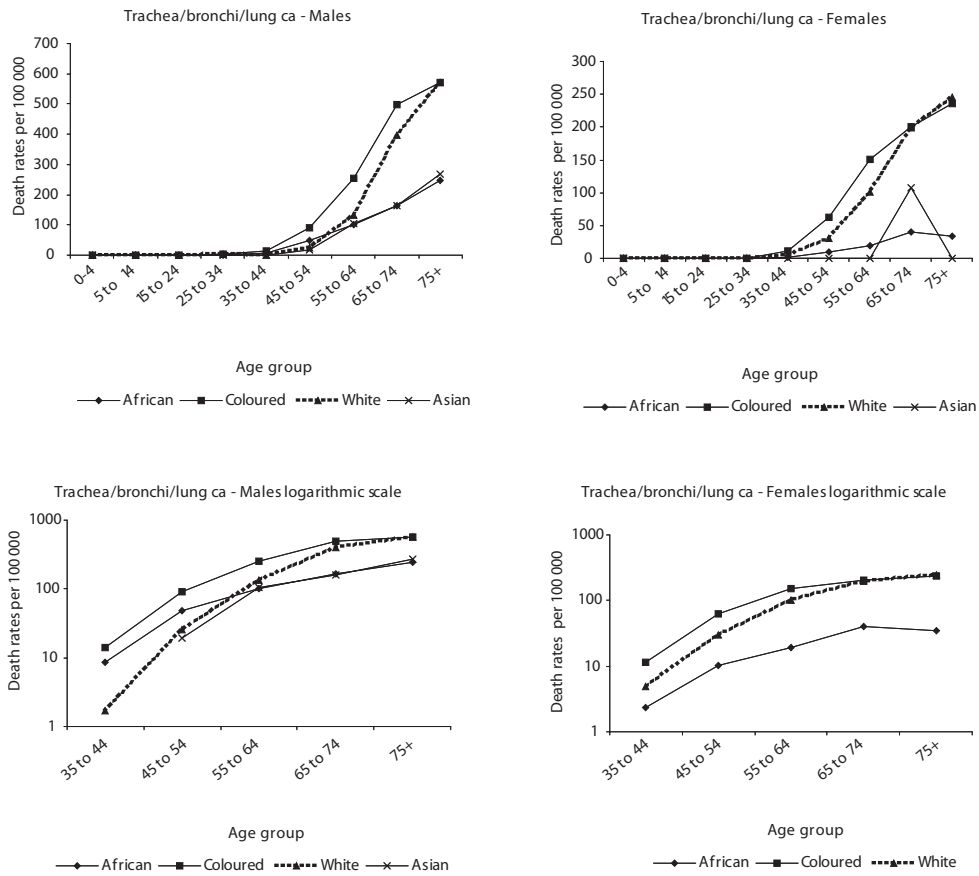 Trachea/bronchi/lung ca - Males
Death rates per 100 000
700
600
500
400
300
200
100
0
0-4
5 to 14
15 to 24
25 to 34
35 to 44
45 to 54
55 to 64
65 to 74
75+
Age group
African
Coloured
White
Asian
Trachea/bronchi/lung ca - Females
Death rates per 100 000
300
250
200
150
100
50
0
0-4
5 to 14
15 to 24
25 to 34
35 to 44
45 to 54
55 to 64
65 to 74
75+
Age group
African
Coloured
White
Asian
Trachea/bronchi/lung ca - Males logarithmic scale
Death rates per 100 000
1000
100
10
1
35 to 44
45 to 54
55 to 64
65 to 74
75+
Age group
African
Coloured
White
Asian
Trachea/bronchi/lung ca - Females logarithmic scale
Death rates per 100 000
1000
100
10
1
35 to 44
45 to 54
55 to 64
65 to 74
75+
Age group
African
Coloured
White